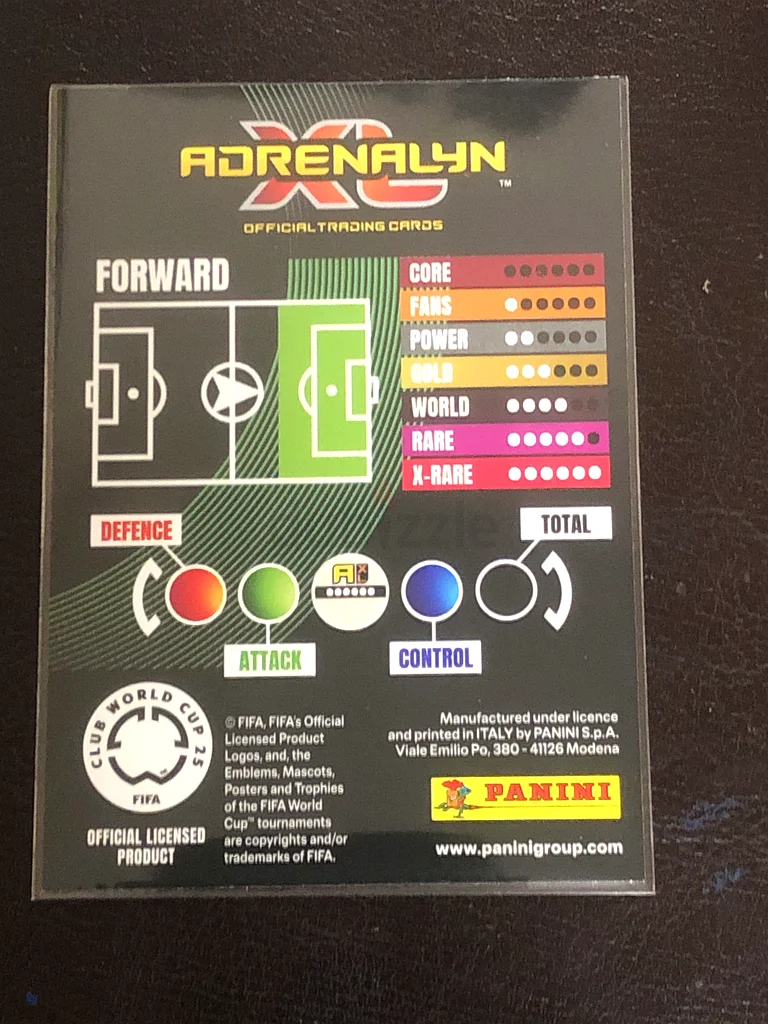 ADRENALYN
XL
™
OFFICIAL TRADING CARDS
FORWARD
CORE
FANS
POWER
GOLD
WORLD
RARE
X-RARE
DEFENCE
TOTAL
A XL
ATTACK
CONTROL
CLUB WORLD CUP 25
FIFA
OFFICIAL LICENSED
PRODUCT
© FIFA, FIFA's Official
Licensed Product
Logos, and, the
Emblems, Mascots,
Posters and Trophies
of the FIFA World
Cup™ tournaments
are copyrights and/or
trademarks of FIFA.
Manufactured under licence
and printed in ITALY by PANINI S.p.A.
Viale Emilio Po, 380 - 41126 Modena
PANINI
www.paninigroup.com